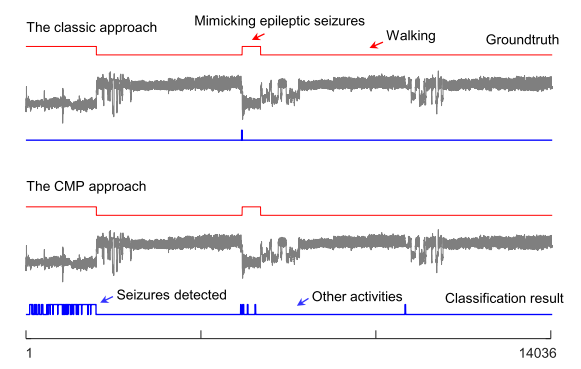 The classic approach
Mimicking epileptic seizures
Walking
Groundtruth
The CMP approach
Seizures detected
Other activities
Classification result
1
14036